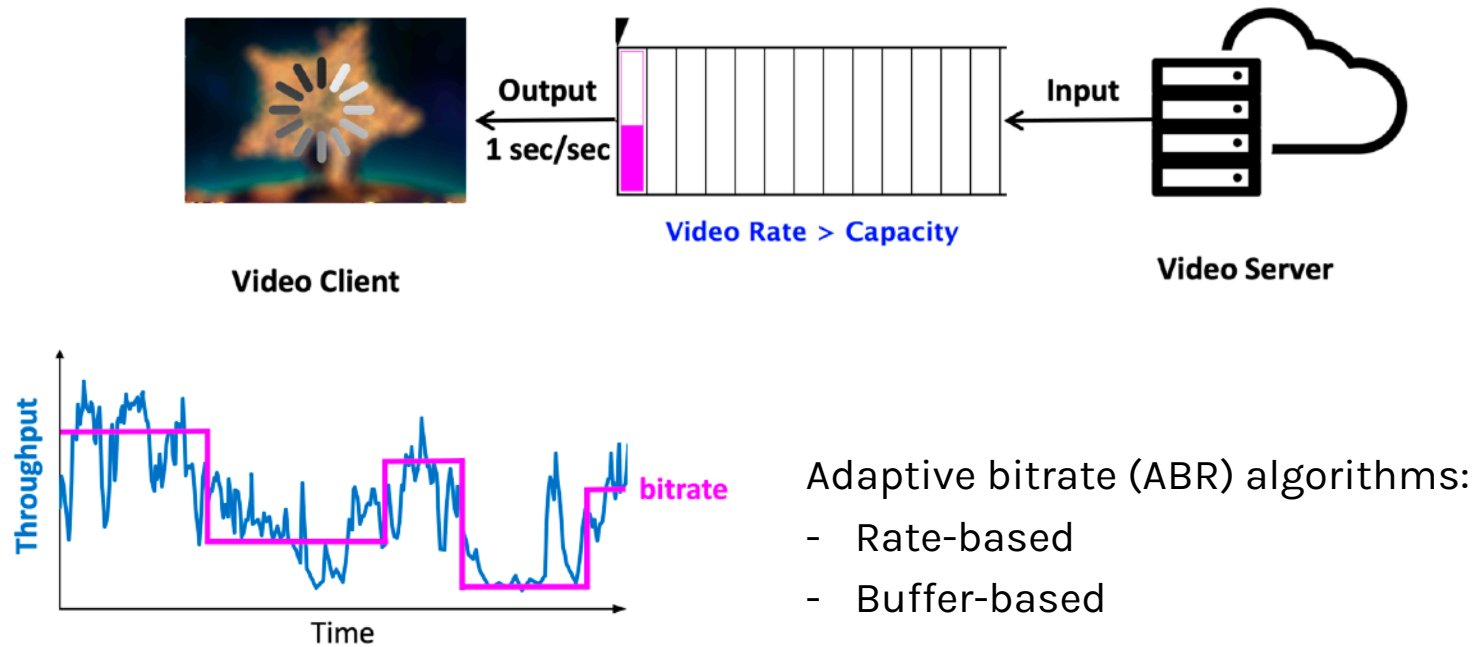 Output
1 sec/sec
Input
Video Rate > Capacity
Video Client
Video Server
Throughput
bitrate
Time
Adaptive bitrate (ABR) algorithms:
- Rate-based
- Buffer-based